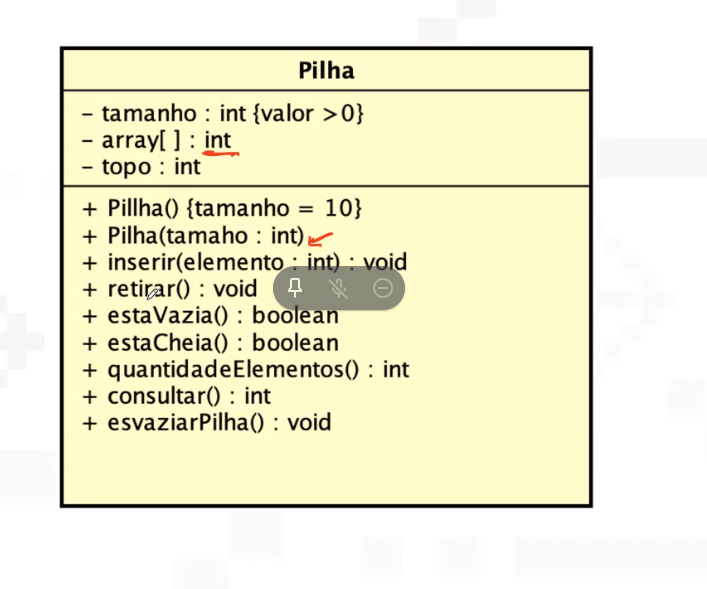 Pilha
- tamanho : int {valor >0}
- array[ ] : int
- topo : int
+ Pillha() {tamanho = 10}
+ Pilha(tamaho : int)
+ inserir(elemento : int) : void
+ retirar() : void
+ estaVazia() : boolean
+ estaCheia() : boolean
+ quantidadeElementos() : int
+ consultar() : int
+ esvaziarPilha() : void